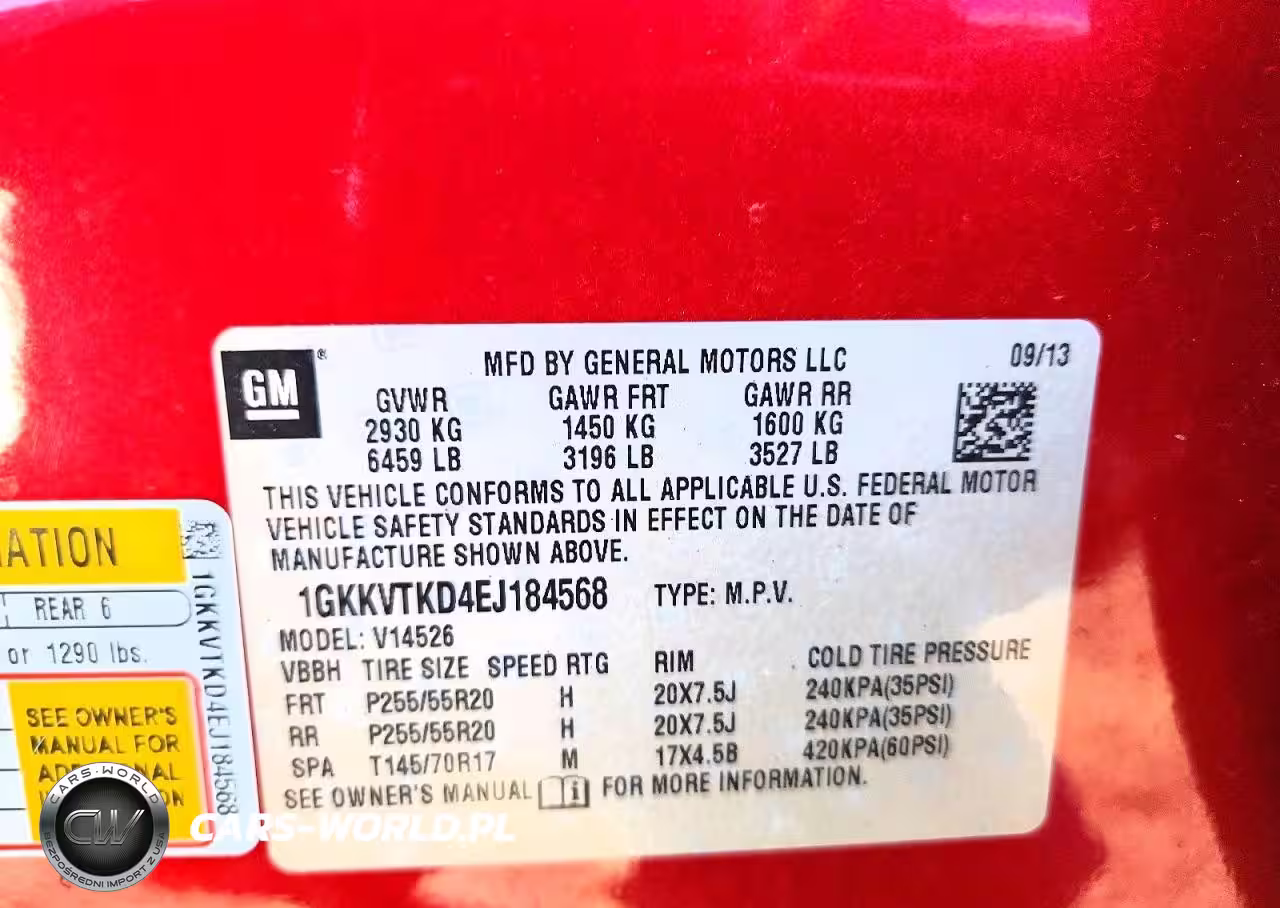 GM®
MFD BY GENERAL MOTORS LLC
09/13
GVWR GAWR FRT GAWR RR
2930 KG 1450 KG 1600 KG
6459 LB 3196 LB 3527 LB
THIS VEHICLE CONFORMS TO ALL APPLICABLE U.S. FEDERAL MOTOR
VEHICLE SAFETY STANDARDS IN EFFECT ON THE DATE OF
MANUFACTURE SHOWN ABOVE.
1GKKVTKD4EJ184568 TYPE: M.P.V.
MODEL: V14526
VBBH TIRE SIZE SPEED RTG RIM COLD TIRE PRESSURE
FRT P255/55R20 H 20X7.5J 240KPA(35PSI)
RR P255/55R20 H 20X7.5J 240KPA(35PSI)
SPA T145/70R17 M 17X4.5B 420KPA(60PSI)
SEE OWNER'S MANUAL FOR MORE INFORMATION.
ATION
REAR 6
or 1290 lbs.
SEE OWNER'S
MANUAL FOR
1GKKVTKD4EJ184568
CARS-WORLD
CW
BEZPOŚREDNI IMPORT Z USA
CARS-WORLD.PL